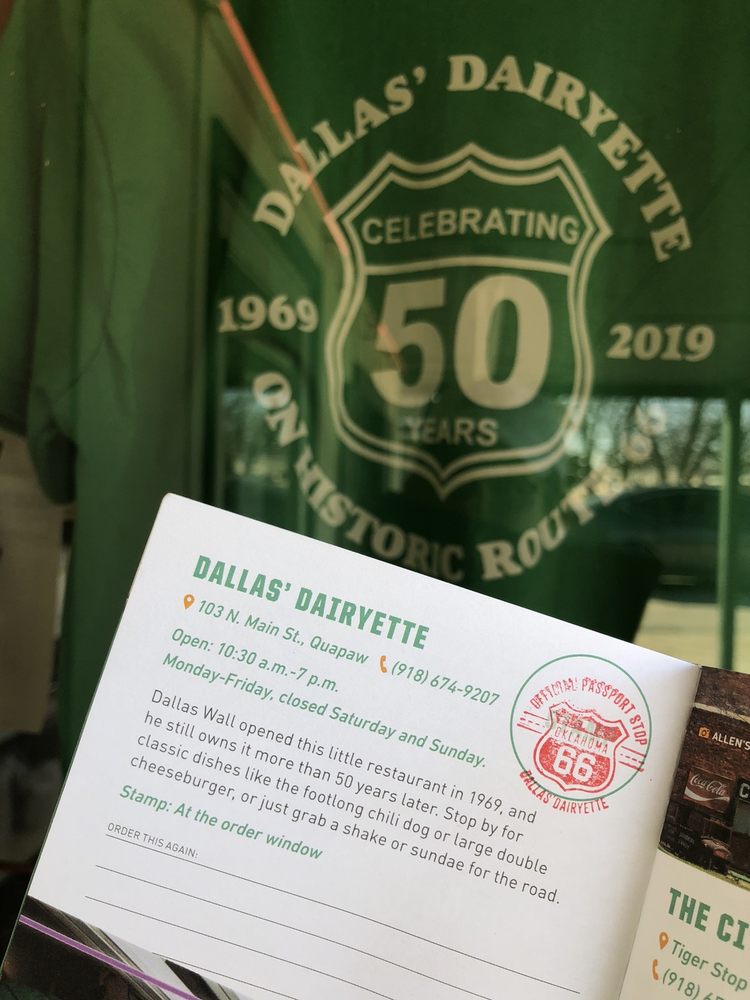 DALLAS' DAIRYETTE
CELEBRATING
1969
50
2019
YEARS
ON HISTORIC ROUTE 66
DALLAS' DAIRYETTE
103 N. Main St., Quapaw (918) 674-9207
Open: 10:30 a.m.-7 p.m.
Monday-Friday, closed Saturday and Sunday.
Dallas Wall opened this little restaurant in 1969, and
he still owns it more than 50 years later. Stop by for
classic dishes like the footlong chili dog or large double
cheeseburger, or just grab a shake or sundae for the road.
Stamp: At the order window
ORDER THIS AGAIN:
OFFICIAL PASSPORT STOP
OKLAHOMA
66
DALLAS' DAIRYETTE
ALLEN'S
Coca-Cola
THE CI
Tiger Stop
(918)